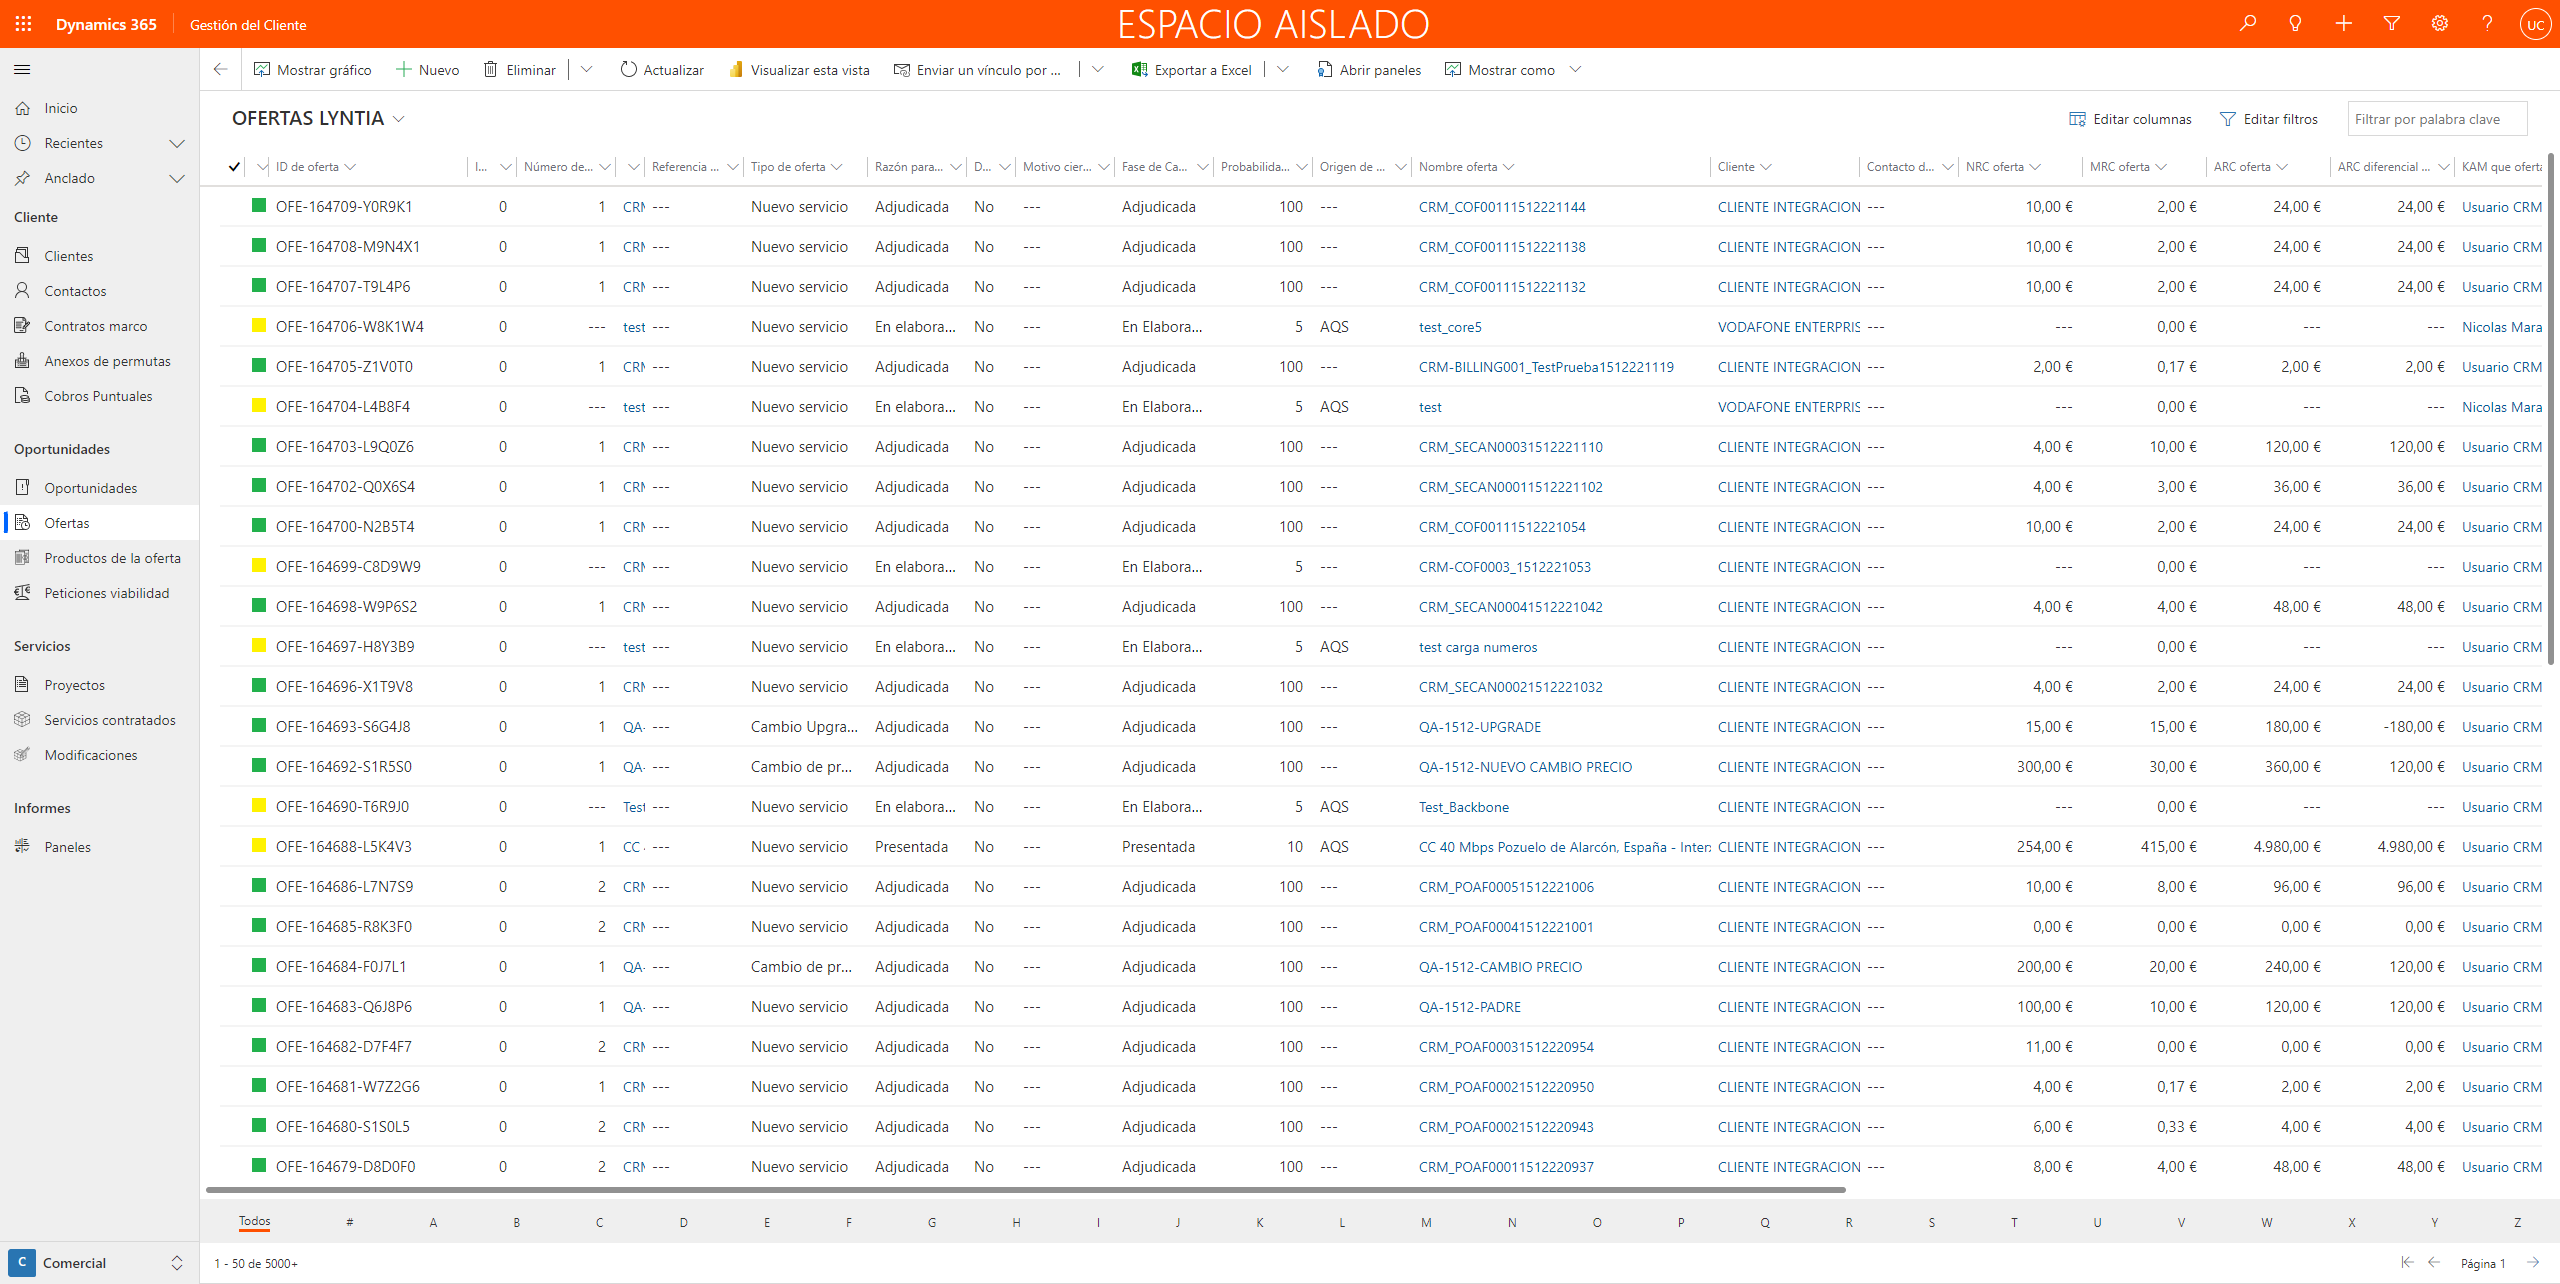 Dynamics 365 Gestión del Cliente ESPACIO AISLADO UC
Mostrar gráfico Nuevo Eliminar Actualizar Visualizar esta vista Enviar un vínculo por ... Exportar a Excel Abrir paneles Mostrar como
Inicio
Recientes
Anclado
Cliente
Clientes
Contactos
Contratos marco
Anexos de permutas
Cobros Puntuales
Oportunidades
Oportunidades
Ofertas
Productos de la oferta
Peticiones viabilidad
Servicios
Proyectos
Servicios contratados
Modificaciones
Informes
Paneles
C Comercial
OFERTAS LYNTIA Editar columnas Editar filtros Filtrar por palabra clave
ID de oferta I... Número de... Referencia ... Tipo de oferta Razón para... D... Motivo cier... Fase de Ca... Probabilida... Origen de ... Nombre oferta Cliente Contacto d... NRC oferta MRC oferta ARC oferta ARC diferencial ... KAM que oferta
OFE-164709-Y0R9K1 0 1 CRM --- Nuevo servicio Adjudicada No --- Adjudicada 100 --- CRM_COF00111512221144 CLIENTE INTEGRACION --- 10,00 € 2,00 € 24,00 € 24,00 € Usuario CRM
OFE-164708-M9N4X1 0 1 CRM --- Nuevo servicio Adjudicada No --- Adjudicada 100 --- CRM_COF00111512221138 CLIENTE INTEGRACION --- 10,00 € 2,00 € 24,00 € 24,00 € Usuario CRM
OFE-164707-T9L4P6 0 1 CRM --- Nuevo servicio Adjudicada No --- Adjudicada 100 --- CRM_COF00111512221132 CLIENTE INTEGRACION --- 10,00 € 2,00 € 24,00 € 24,00 € Usuario CRM
OFE-164706-W8K1W4 0 --- test --- Nuevo servicio En elabora... No --- En Elabora... 5 AQS test_core5 VODAFONE ENTERPRIS --- --- 0,00 € --- --- Nicolas Mara
OFE-164705-Z1V0T0 0 1 CRM --- Nuevo servicio Adjudicada No --- Adjudicada 100 --- CRM-BILLING001_TestPrueba1512221119 CLIENTE INTEGRACION --- 2,00 € 0,17 € 2,00 € 2,00 € Usuario CRM
OFE-164704-L4B8F4 0 --- test --- Nuevo servicio En elabora... No --- En Elabora... 5 AQS test VODAFONE ENTERPRIS --- --- 0,00 € --- --- Nicolas Mara
OFE-164703-L9Q0Z6 0 1 CRM --- Nuevo servicio Adjudicada No --- Adjudicada 100 --- CRM_SECAN00031512221110 CLIENTE INTEGRACION --- 4,00 € 10,00 € 120,00 € 120,00 € Usuario CRM
OFE-164702-Q0X6S4 0 1 CRM --- Nuevo servicio Adjudicada No --- Adjudicada 100 --- CRM_SECAN00011512221102 CLIENTE INTEGRACION --- 4,00 € 3,00 € 36,00 € 36,00 € Usuario CRM
OFE-164700-N2B5T4 0 1 CRM --- Nuevo servicio Adjudicada No --- Adjudicada 100 --- CRM_COF00111512221054 CLIENTE INTEGRACION --- 10,00 € 2,00 € 24,00 € 24,00 € Usuario CRM
OFE-164699-C8D9W9 0 --- CRM --- Nuevo servicio En elabora... No --- En Elabora... 5 --- CRM-COF0003_1512221053 CLIENTE INTEGRACION --- --- 0,00 € --- --- Usuario CRM
OFE-164698-W9P6S2 0 1 CRM --- Nuevo servicio Adjudicada No --- Adjudicada 100 --- CRM_SECAN00041512221042 CLIENTE INTEGRACION --- 4,00 € 4,00 € 48,00 € 48,00 € Usuario CRM
OFE-164697-H8Y3B9 0 --- test --- Nuevo servicio En elabora... No --- En Elabora... 5 AQS test carga numeros CLIENTE INTEGRACION --- --- 0,00 € --- --- Usuario CRM
OFE-164696-X1T9V8 0 1 CRM --- Nuevo servicio Adjudicada No --- Adjudicada 100 --- CRM_SECAN00021512221032 CLIENTE INTEGRACION --- 4,00 € 2,00 € 24,00 € 24,00 € Usuario CRM
OFE-164693-S6G4J8 0 1 QA- --- Cambio Upgra... Adjudicada No --- Adjudicada 100 --- QA-1512-UPGRADE CLIENTE INTEGRACION --- 15,00 € 15,00 € 180,00 € -180,00 € Usuario CRM
OFE-164692-S1R5S0 0 1 QA- --- Cambio de pr... Adjudicada No --- Adjudicada 100 --- QA-1512-NUEVO CAMBIO PRECIO CLIENTE INTEGRACION --- 300,00 € 30,00 € 360,00 € 120,00 € Usuario CRM
OFE-164690-T6R9J0 0 --- Test --- Nuevo servicio En elabora... No --- En Elabora... 5 AQS Test_Backbone CLIENTE INTEGRACION --- --- 0,00 € --- --- Usuario CRM
OFE-164688-L5K4V3 0 1 CC --- Nuevo servicio Presentada No --- Presentada 10 AQS CC 40 Mbps Pozuelo de Alarcón, España - Inter CLIENTE INTEGRACION --- 254,00 € 415,00 € 4.980,00 € 4.980,00 € Usuario CRM
OFE-164686-L7N7S9 0 2 CRM --- Nuevo servicio Adjudicada No --- Adjudicada 100 --- CRM_POAF00051512221006 CLIENTE INTEGRACION --- 10,00 € 8,00 € 96,00 € 96,00 € Usuario CRM
OFE-164685-R8K3F0 0 2 CRM --- Nuevo servicio Adjudicada No --- Adjudicada 100 --- CRM_POAF00041512221001 CLIENTE INTEGRACION --- 0,00 € 0,00 € 0,00 € 0,00 € Usuario CRM
OFE-164684-F0J7L1 0 1 QA- --- Cambio de pr... Adjudicada No --- Adjudicada 100 --- QA-1512-CAMBIO PRECIO CLIENTE INTEGRACION --- 200,00 € 20,00 € 240,00 € 120,00 € Usuario CRM
OFE-164683-Q6J8P6 0 1 QA- --- Nuevo servicio Adjudicada No --- Adjudicada 100 --- QA-1512-PADRE CLIENTE INTEGRACION --- 100,00 € 10,00 € 120,00 € 120,00 € Usuario CRM
OFE-164682-D7F4F7 0 2 CRM --- Nuevo servicio Adjudicada No --- Adjudicada 100 --- CRM_POAF00031512220954 CLIENTE INTEGRACION --- 11,00 € 0,00 € 0,00 € 0,00 € Usuario CRM
OFE-164681-W7Z2G6 0 1 CRM --- Nuevo servicio Adjudicada No --- Adjudicada 100 --- CRM_POAF00021512220950 CLIENTE INTEGRACION --- 4,00 € 0,17 € 2,00 € 2,00 € Usuario CRM
OFE-164680-S1S0L5 0 2 CRM --- Nuevo servicio Adjudicada No --- Adjudicada 100 --- CRM_POAF00021512220943 CLIENTE INTEGRACION --- 6,00 € 0,33 € 4,00 € 4,00 € Usuario CRM
OFE-164679-D8D0F0 0 2 CRM --- Nuevo servicio Adjudicada No --- Adjudicada 100 --- CRM_POAF00011512220937 CLIENTE INTEGRACION --- 8,00 € 4,00 € 48,00 € 48,00 € Usuario CRM
Todos # A B C D E F G H I J K L M N O P Q R S T U V W X Y Z
1 - 50 de 5000+ Página 1